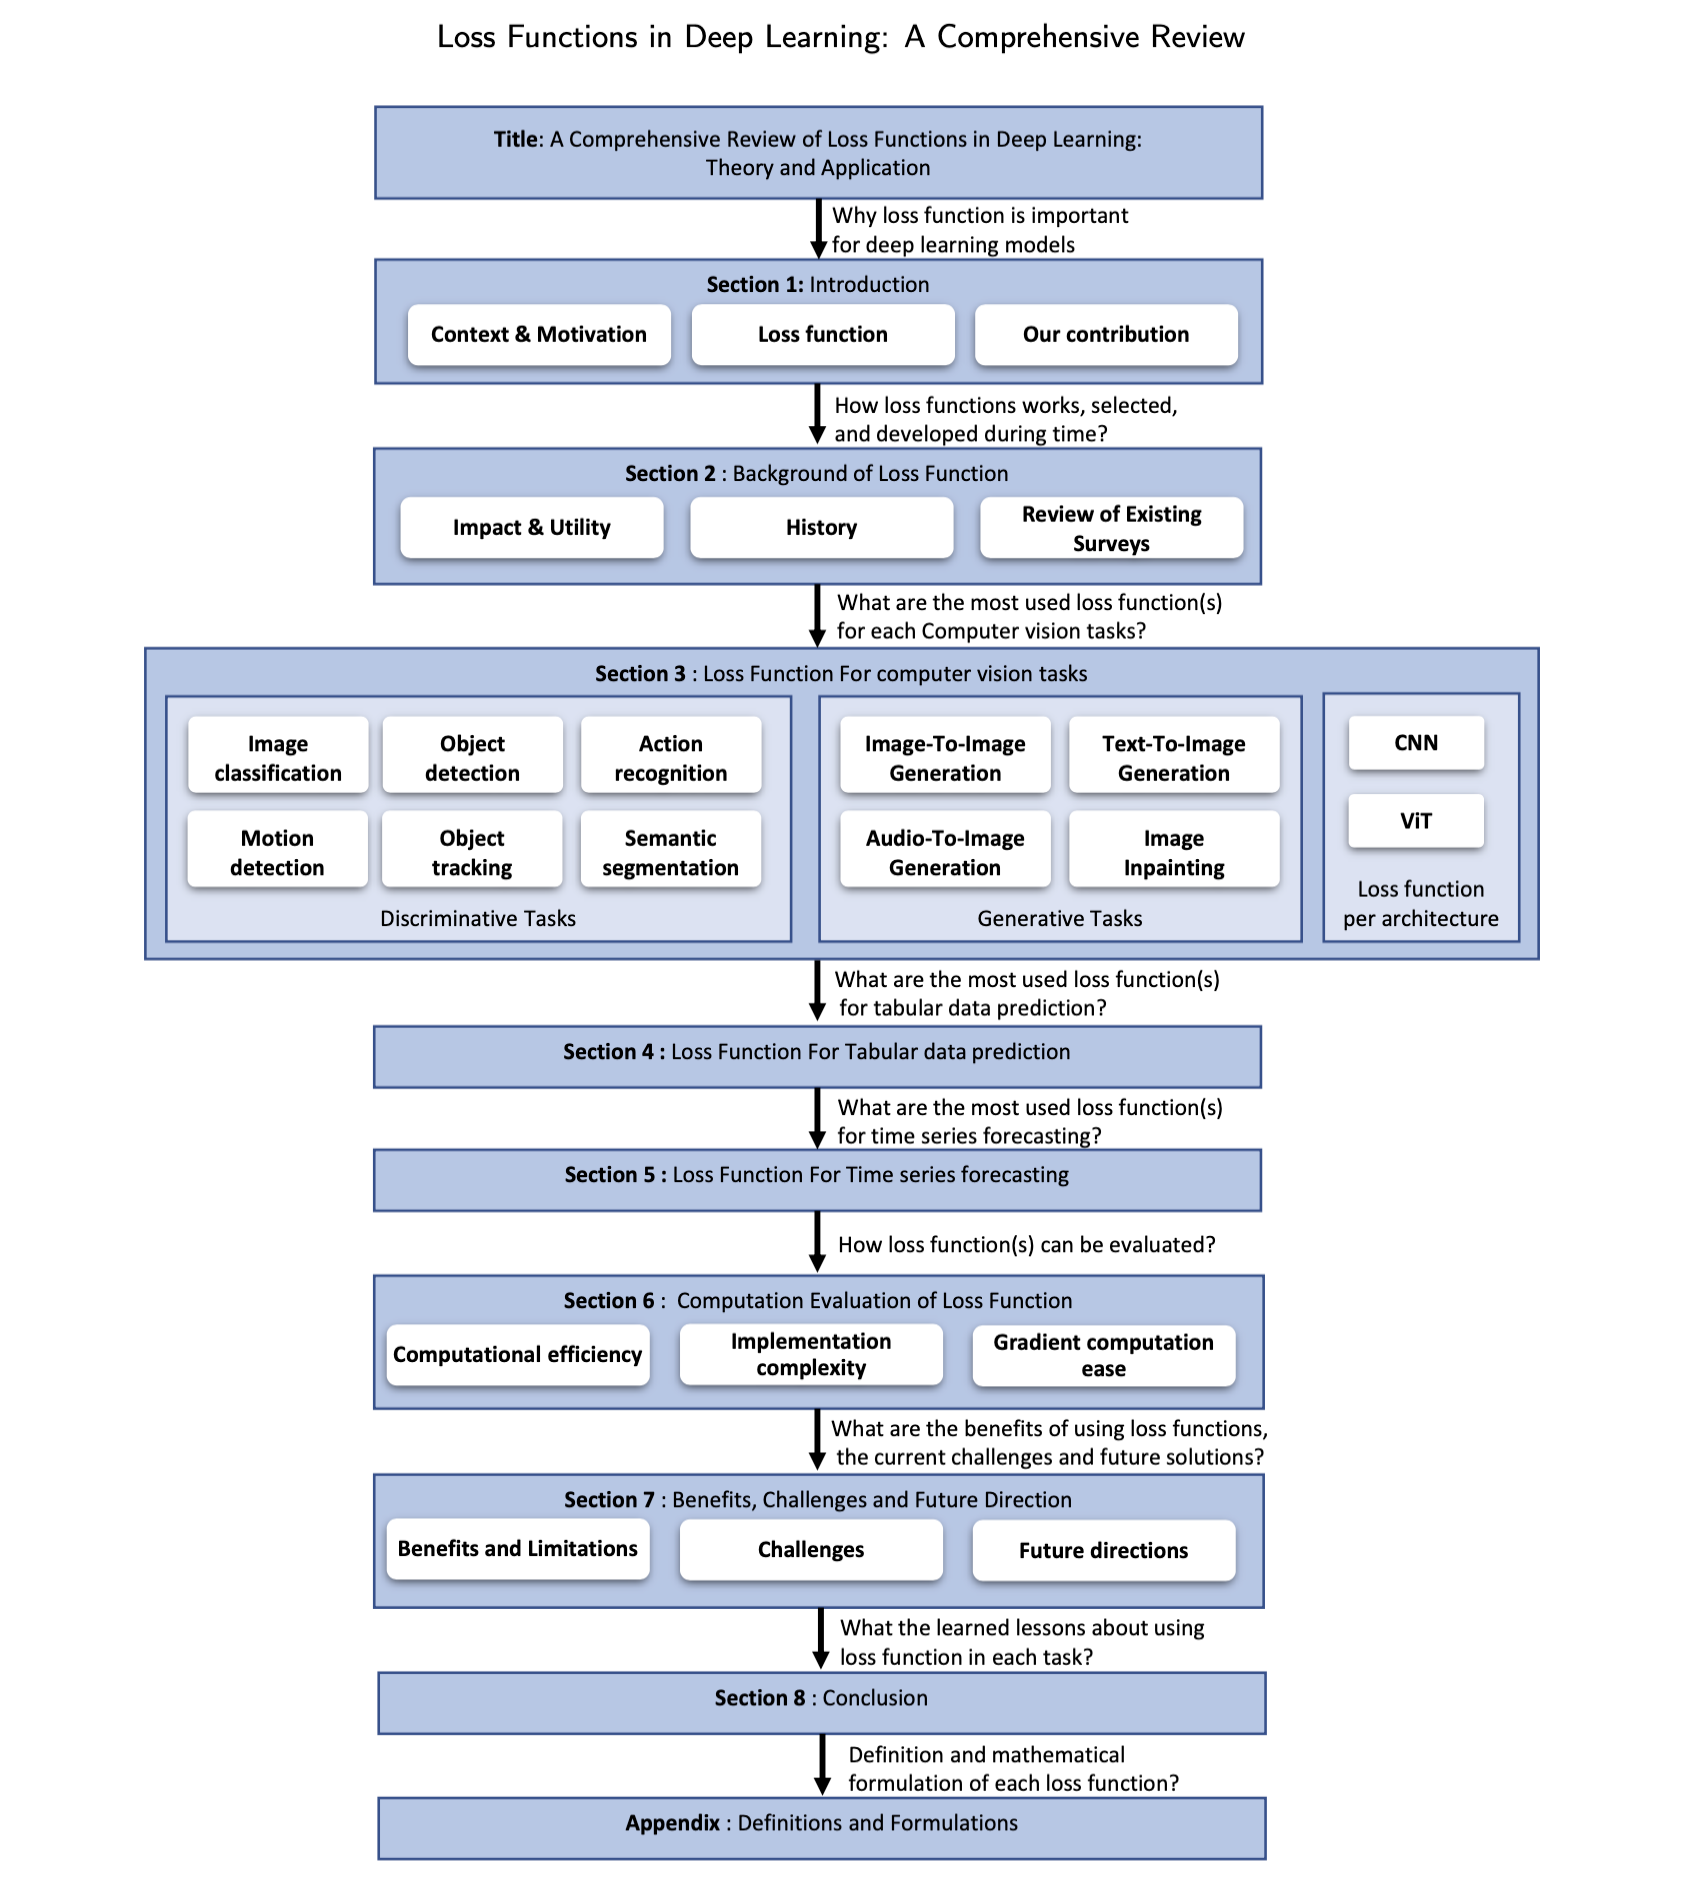 Loss Functions in Deep Learning: A Comprehensive Review
Title: A Comprehensive Review of Loss Functions in Deep Learning:
Theory and Application
Why loss function is important
for deep learning models
Section 1: Introduction
Context & Motivation
Loss function
Our contribution
How loss functions works, selected,
and developed during time?
Section 2 : Background of Loss Function
Impact & Utility
History
Review of Existing
Surveys
What are the most used loss function(s)
for each Computer vision tasks?
Section 3 : Loss Function For computer vision tasks
Image
classification
Object
detection
Action
recognition
Motion
detection
Object
tracking
Semantic
segmentation
Discriminative Tasks
Image-To-Image
Generation
Text-To-Image
Generation
Audio-To-Image
Generation
Image
Inpainting
Generative Tasks
CNN
ViT
Loss function
per architecture
What are the most used loss function(s)
for tabular data prediction?
Section 4 : Loss Function For Tabular data prediction
What are the most used loss function(s)
for time series forecasting?
Section 5 : Loss Function For Time series forecasting
How loss function(s) can be evaluated?
Section 6 : Computation Evaluation of Loss Function
Computational efficiency
Implementation
complexity
Gradient computation
ease
What are the benefits of using loss functions,
the current challenges and future solutions?
Section 7 : Benefits, Challenges and Future Direction
Benefits and Limitations
Challenges
Future directions
What the learned lessons about using
loss function in each task?
Section 8 : Conclusion
Definition and mathematical
formulation of each loss function?
Appendix : Definitions and Formulations